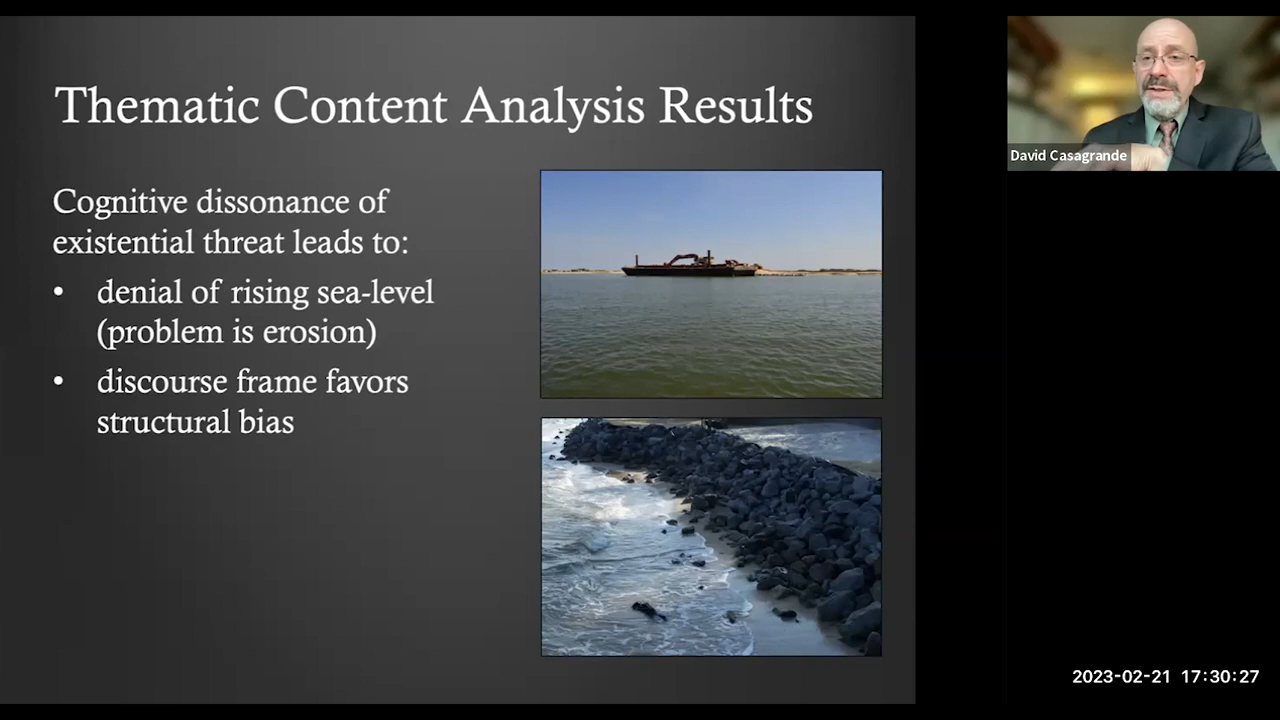 Thematic Content Analysis Results
Cognitive dissonance of
existential threat leads to:
• denial of rising sea-level
(problem is erosion)
• discourse frame favors
structural bias
David Casagrande
2023-02-21 17:30:27